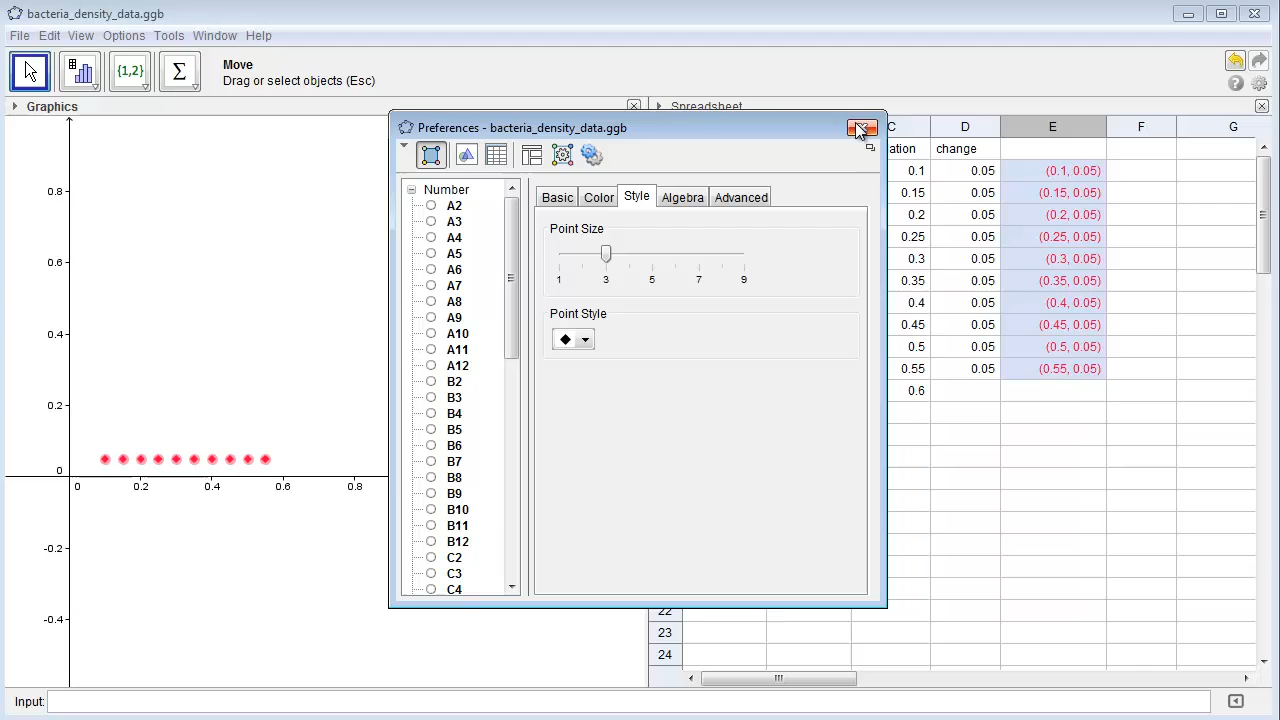 bacteria_density_data.ggb
File Edit View Options Tools Window Help
{1,2} Σ
Move
Drag or select objects (Esc)
Graphics
0.8
0.6
0.4
0.2
0
-0.2
-0.4
0 0.2 0.4 0.6 0.8
Preferences - bacteria_density_data.ggb
Number
A2
A3
A4
A5
A6
A7
A8
A9
A10
A11
A12
B2
B3
B4
B5
B6
B7
B8
B9
B10
B11
B12
C2
C3
C4
Basic Color Style Algebra Advanced
Point Size
1 3 5 7 9
Point Style
Spreadsheet
C D E F G
ation change
0.1 0.05 (0.1, 0.05)
0.15 0.05 (0.15, 0.05)
0.2 0.05 (0.2, 0.05)
0.25 0.05 (0.25, 0.05)
0.3 0.05 (0.3, 0.05)
0.35 0.05 (0.35, 0.05)
0.4 0.05 (0.4, 0.05)
0.45 0.05 (0.45, 0.05)
0.5 0.05 (0.5, 0.05)
0.55 0.05 (0.55, 0.05)
0.6
22
23
24
Input: